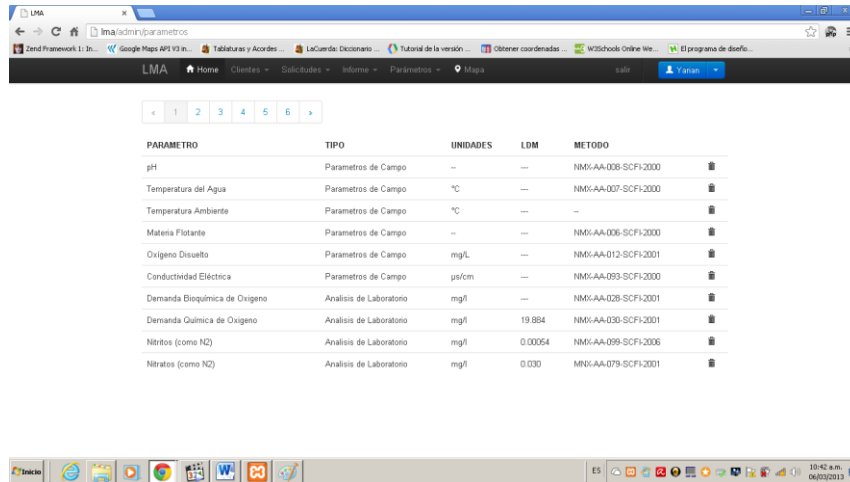 LMA
lma/admin/parametros
Zend Framework 1: In... Google Maps API V3 in... Tablaturas y Acordes ... LaCuerda: Diccionario ... Tutorial de la versión ... Obtener coordenadas ... W3Schools Online We... El programa de diseño...
LMA Home Clientes Solicitudes Informe Parámetros Mapa salir Yarian
« 1 2 3 4 5 6 »
PARAMETRO TIPO UNIDADES LDM METODO
pH Parametros de Campo -- --- NMX-AA-008-SCFI-2000
Temperatura del Agua Parametros de Campo °C --- NMX-AA-007-SCFI-2000
Temperatura Ambiente Parametros de Campo °C --- --
Materia Flotante Parametros de Campo -- --- NMX-AA-006-SCFI-2000
Oxígeno Disuelto Parametros de Campo mg/L --- NMX-AA-012-SCFI-2001
Conductividad Eléctrica Parametros de Campo µs/cm --- NMX-AA-093-SCFI-2000
Demanda Bioquímica de Oxigeno Analisis de Laboratorio mg/l --- NMX-AA-028-SCFI-2001
Demanda Química de Oxigeno Analisis de Laboratorio mg/l 19.884 NMX-AA-030-SCFI-2001
Nitritos (como N2) Analisis de Laboratorio mg/l 0.00054 NMX-AA-099-SCFI-2006
Nitratos (como N2) Analisis de Laboratorio mg/l 0.030 MNX-AA-079-SCFI-2001
Inicio ES 10:42 a.m.
06/03/2013